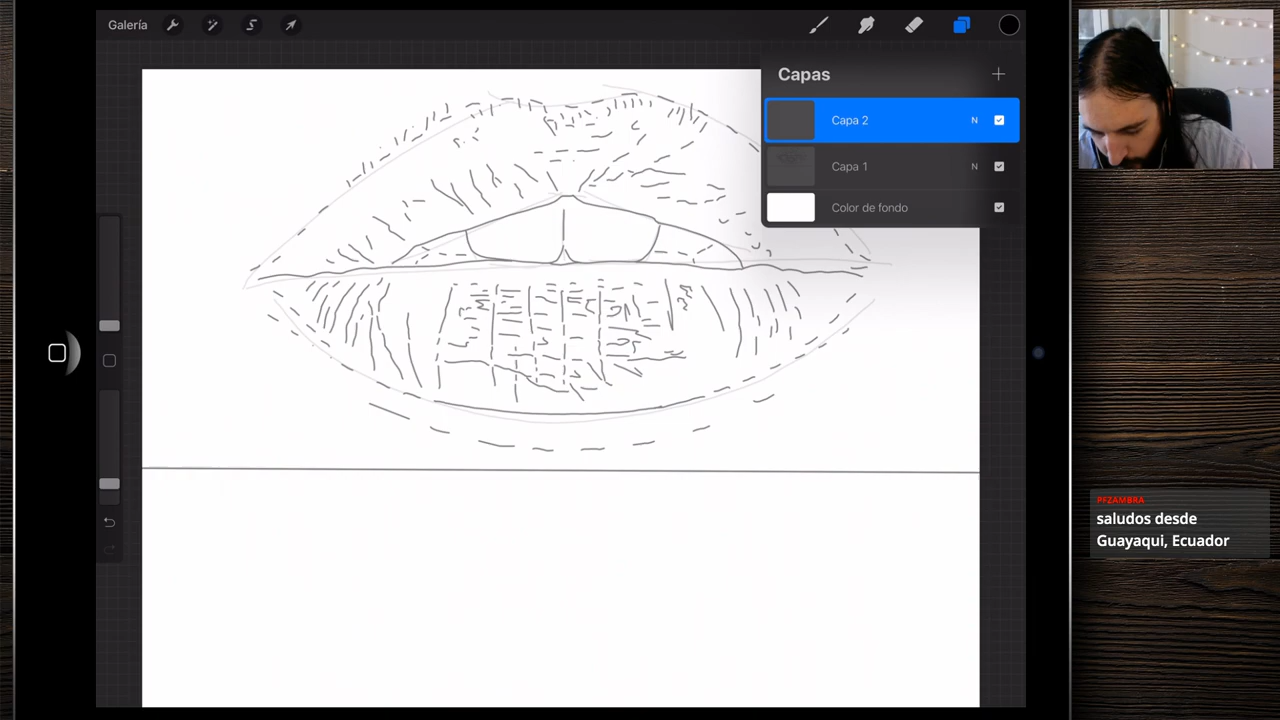 Galería
Capas
Capa 2
N
Capa 1
N
Color de fondo
PFZAMBRA
saludos desde
Guayaqui, Ecuador